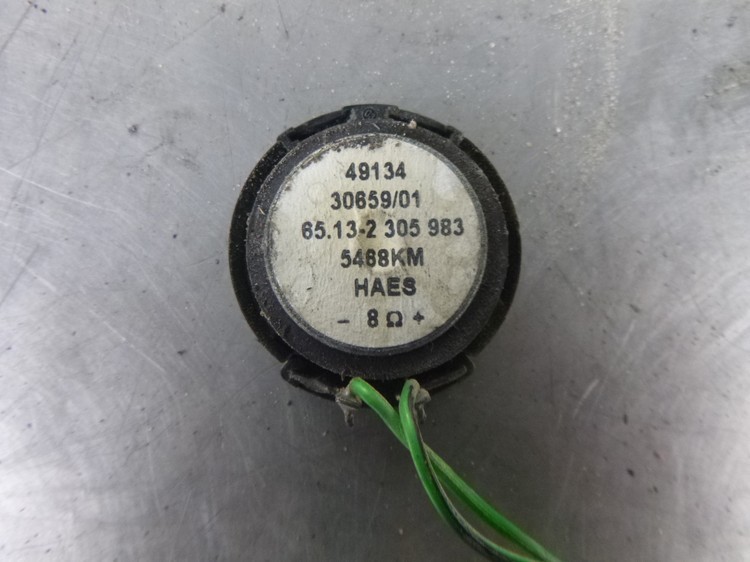 49134
30659/01
65.13-2 305 983
5468KM
HAES
– 8 Ω +